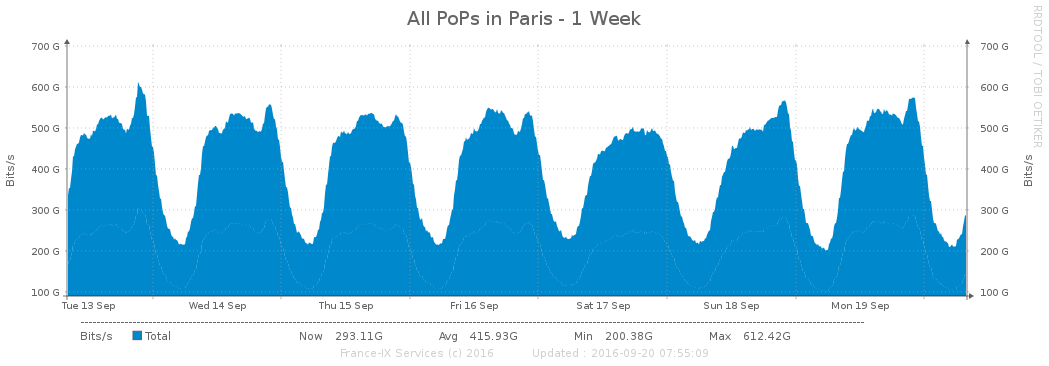 All PoPs in Paris - 1 Week
RRDTOOL / TOBI OETIKER
700 G 700 G
600 G 600 G
500 G 500 G
400 G 400 G
300 G 300 G
200 G 200 G
100 G 100 G
Bits/s
Bits/s
Tue 13 Sep Wed 14 Sep Thu 15 Sep Fri 16 Sep Sat 17 Sep Sun 18 Sep Mon 19 Sep
Bits/s Total Now 293.11G Avg 415.93G Min 200.38G Max 612.42G
France-IX Services (c) 2016 Updated : 2016-09-20 07:55:09